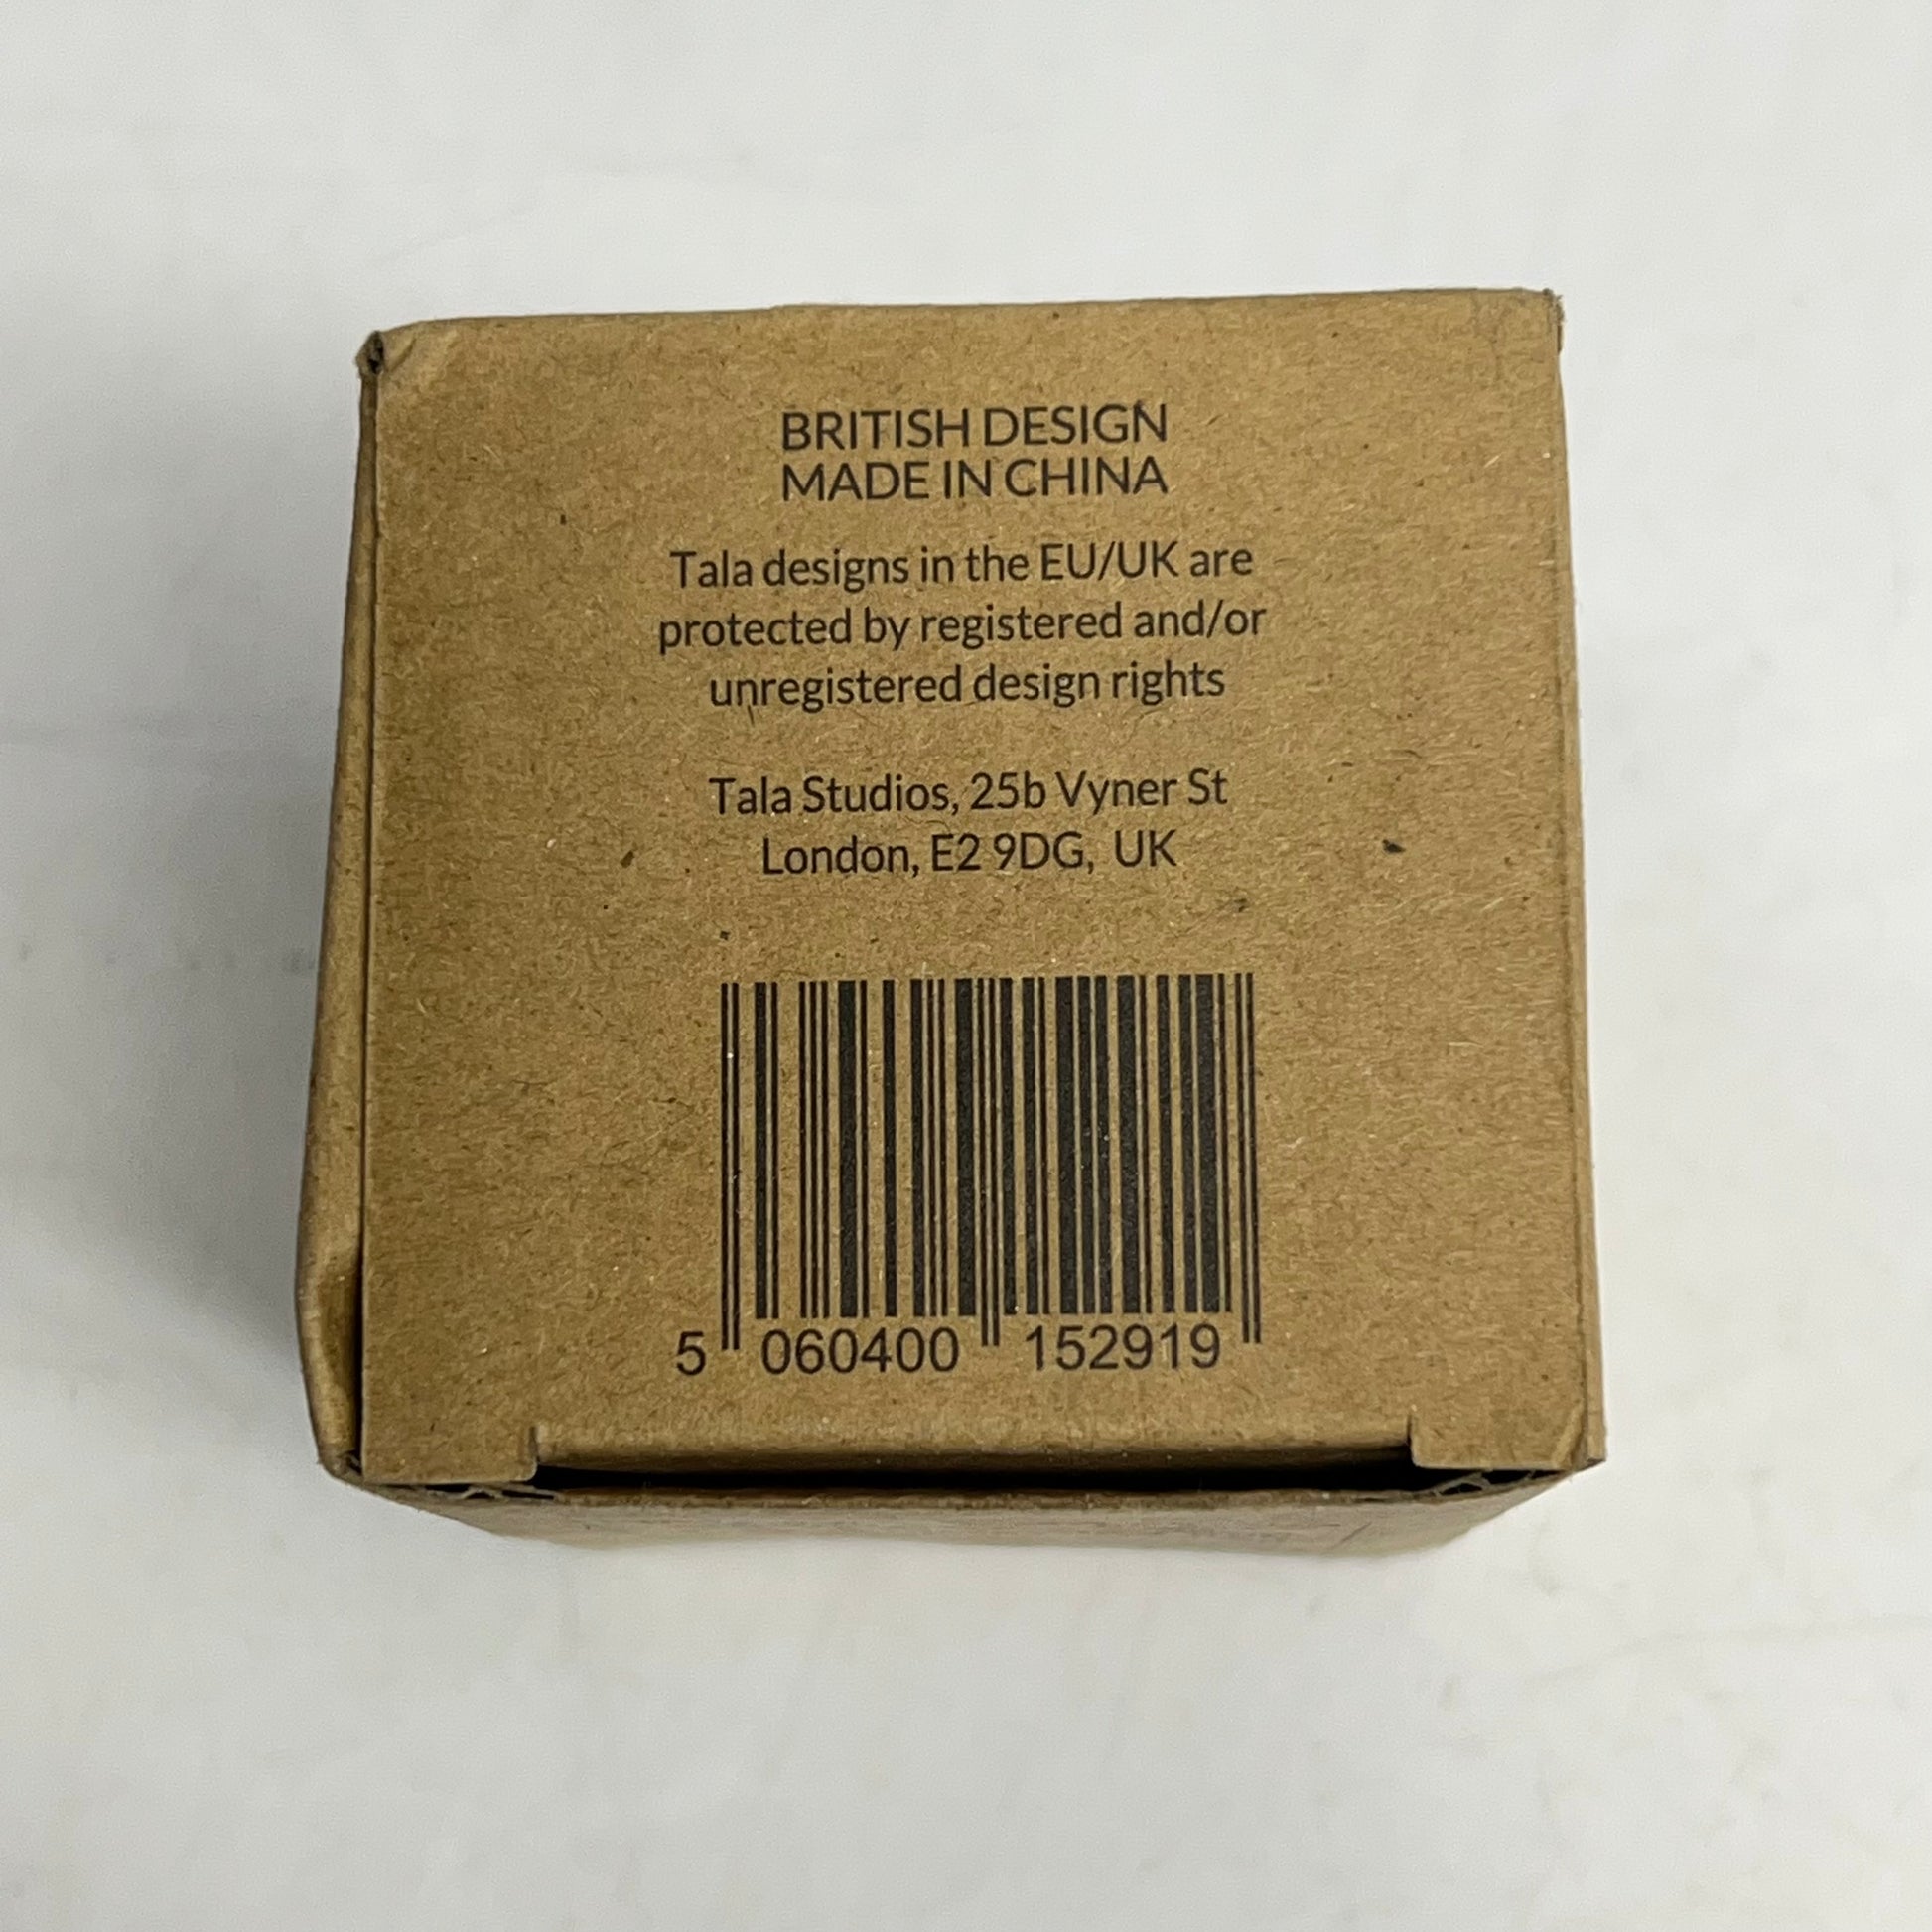 BRITISH DESIGN
MADE IN CHINA
Tala designs in the EU/UK are
protected by registered and/or
unregistered design rights
Tala Studios, 25b Vyner St
London, E2 9DG, UK
5 060400 152919